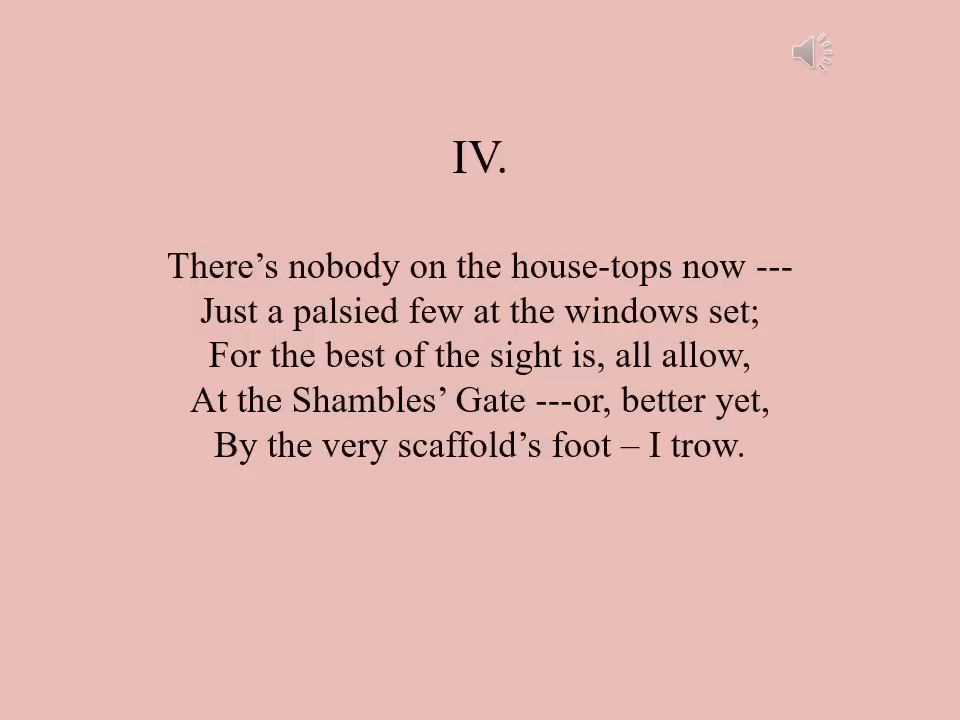 IV.
There’s nobody on the house-tops now ---
Just a palsied few at the windows set;
For the best of the sight is, all allow,
At the Shambles’ Gate ---or, better yet,
By the very scaffold’s foot – I trow.